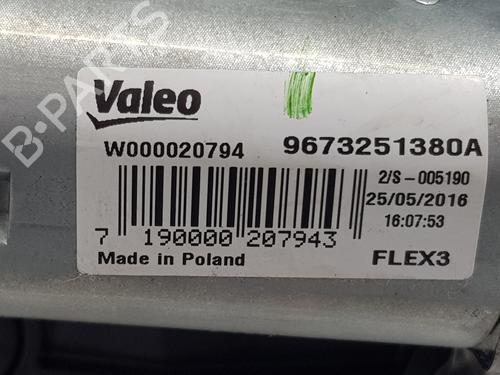 B-PARTS
Valeo
W000020794 9673251380A
2/S-005190
25/05/2016
16:07:53
7 190000 207943
Made in Poland FLEX3